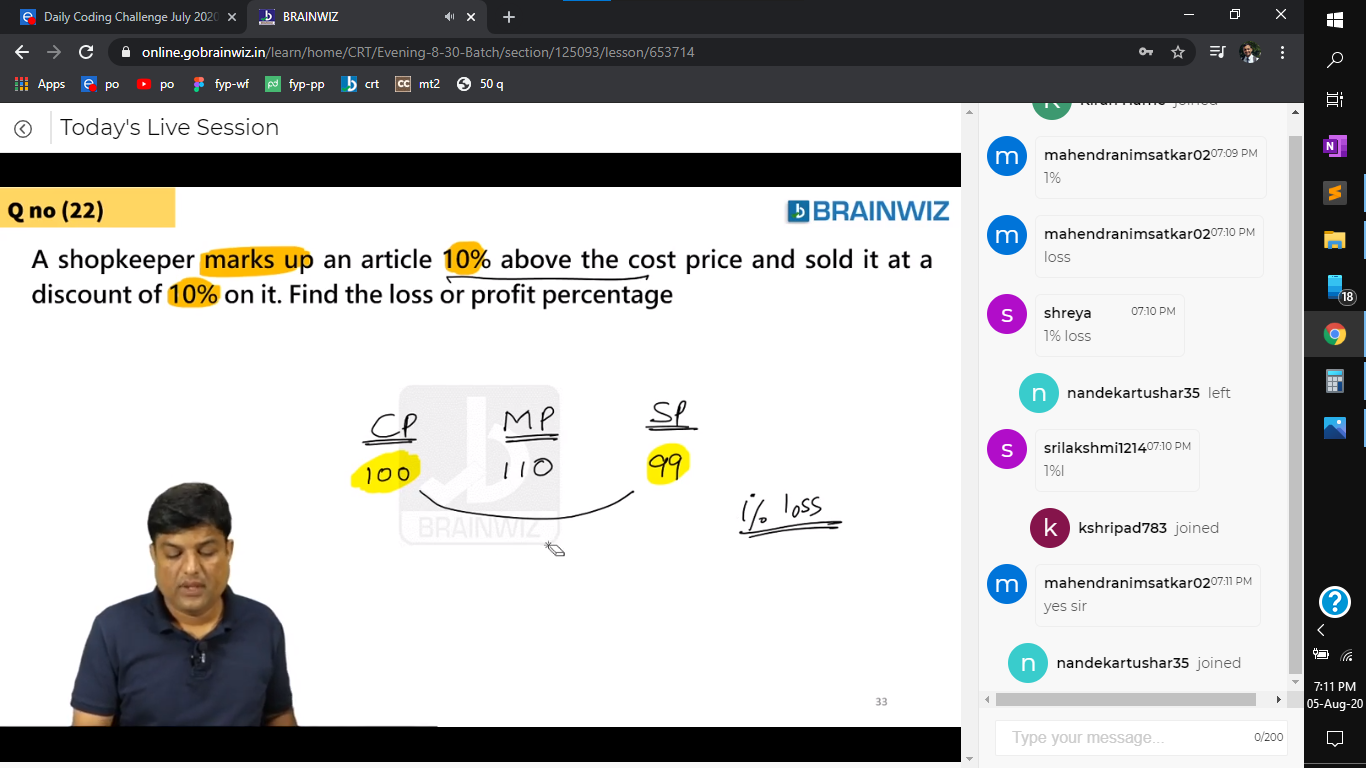 Daily Coding Challenge July 2020
BRAINWIZ
online.gobrainwiz.in/learn/home/CRT/Evening-8-30-Batch/section/125093/lesson/653714
Apps po po fyp-wf fyp-pp crt mt2 50 q
Today's Live Session
Q no (22)
BRAINWIZ
A shopkeeper marks up an article 10% above the cost price and sold it at a
discount of 10% on it. Find the loss or profit percentage
CP MP SP
100 110 99
1% loss
BRAINWIZ
33
joined
m
mahendranimsatkar02 07:09 PM
1%
m
mahendranimsatkar02 07:10 PM
loss
s
shreya 07:10 PM
1% loss
n
nandekartushar35 left
s
srilakshmi1214 07:10 PM
1%l
k
kshripad783 joined
m
mahendranimsatkar02 07:11 PM
yes sir
n
nandekartushar35 joined
Type your message... 0/200
18
7:11 PM
05-Aug-20